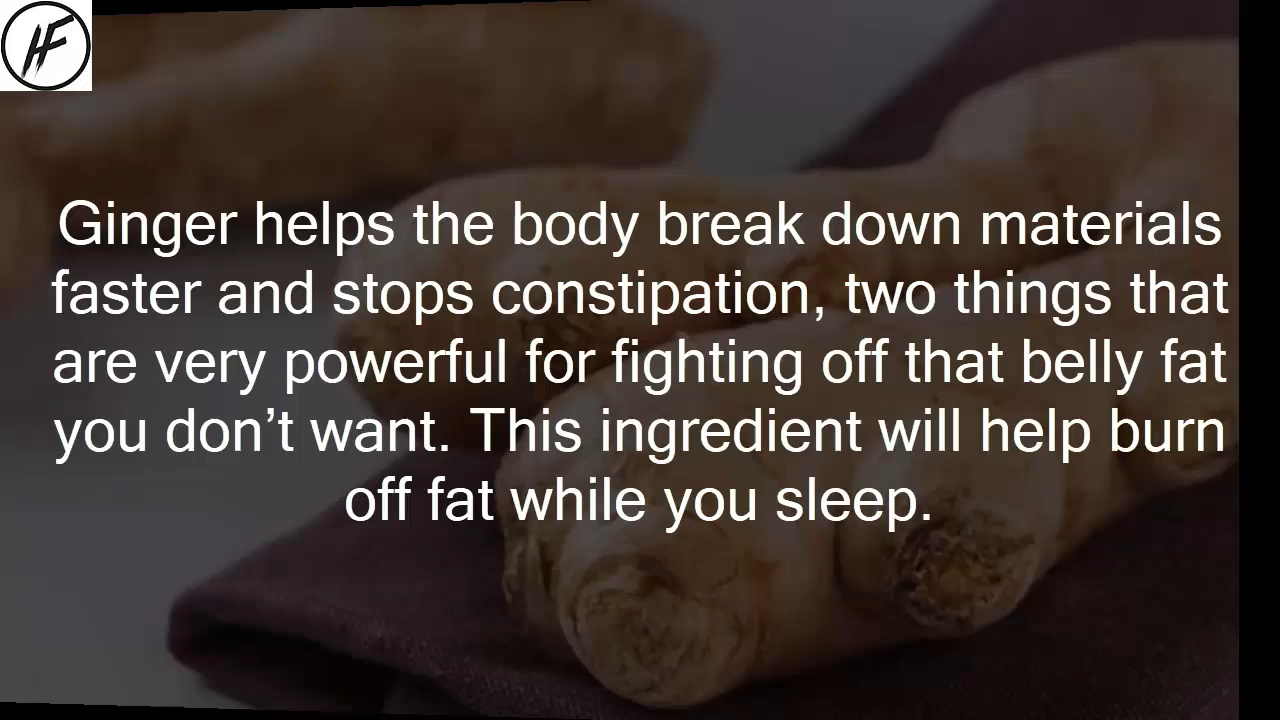 HF
Ginger helps the body break down materials
faster and stops constipation, two things that
are very powerful for fighting off that belly fat
you don’t want. This ingredient will help burn
off fat while you sleep.